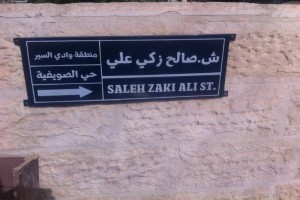 ش.صالح زكي علي
SALEH ZAKI ALI ST.
منطقة وادي السير
حي الصويفية